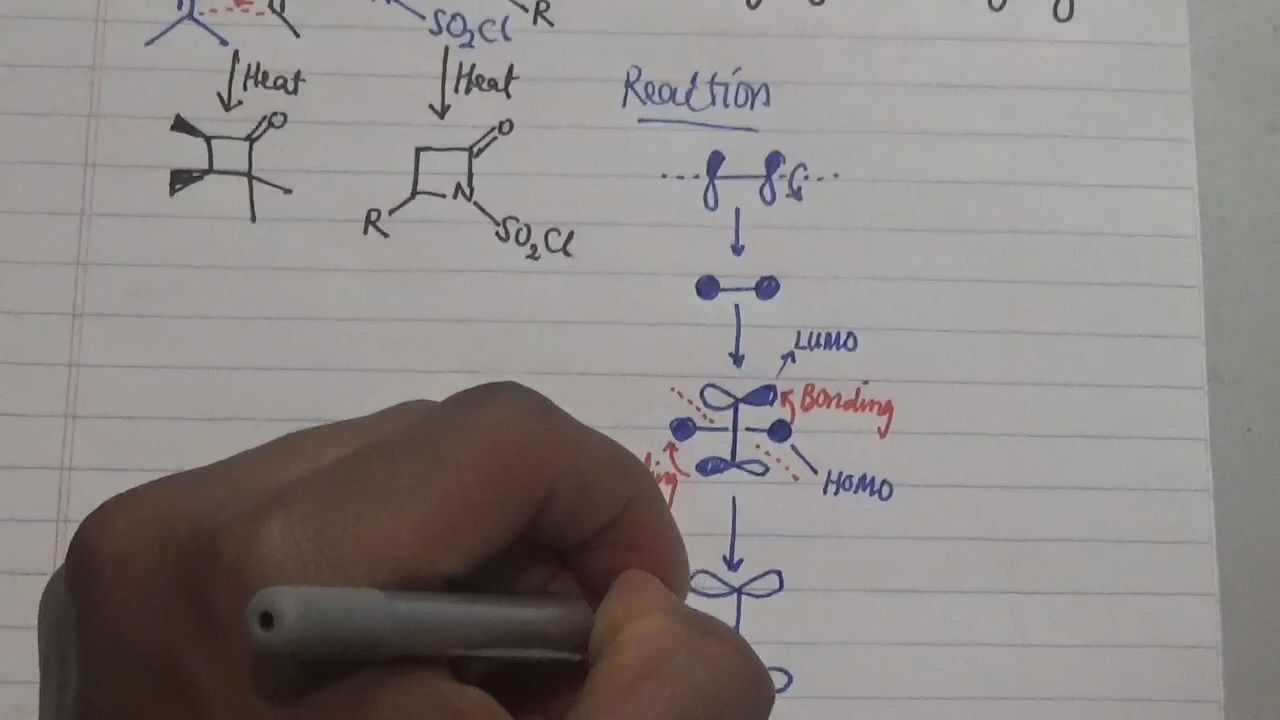 SO₂Cl R
Heat Heat
Reaction
O O
N
R SO₂Cl
LUMO
Bonding
HOMO